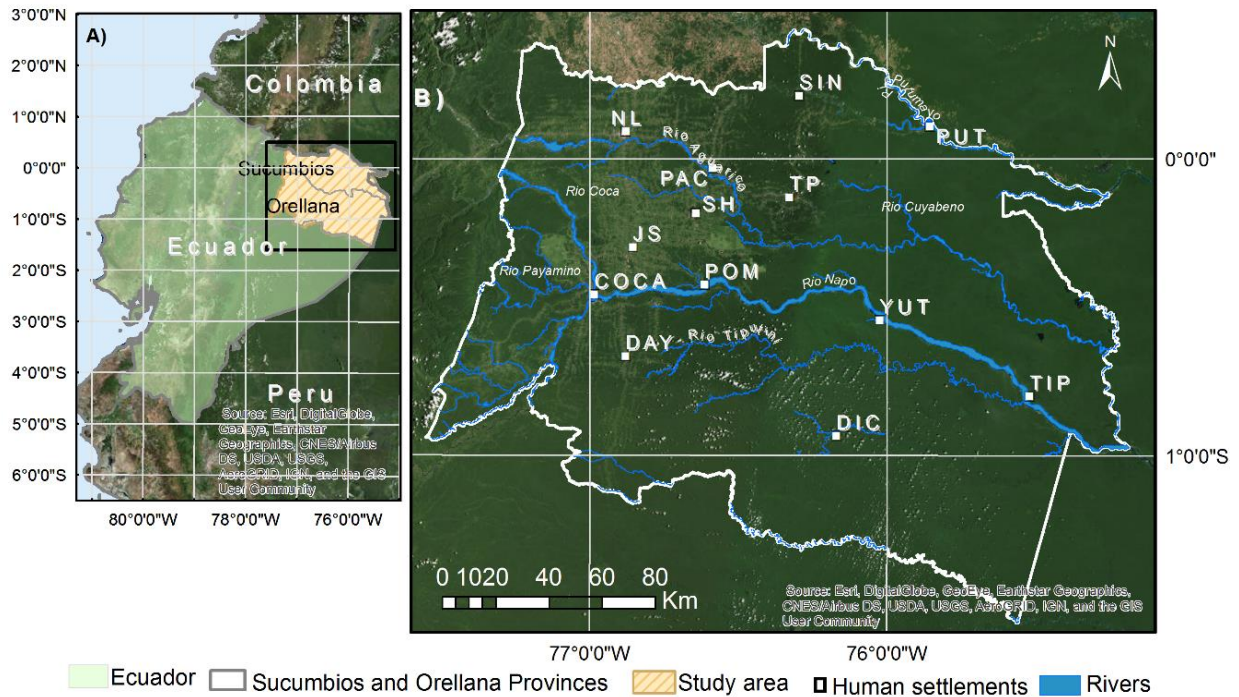 A)
2°0'0"N
1°0'0"N
0°0'0"
1°0'0"S
2°0'0"S
3°0'0"S
4°0'0"S
5°0'0"S
6°0'0"S
80°0'0"W
78°0'0"W
76°0'0"W
Colombia
Sucumbios
Orellana
Ecuador
Peru
Source: Esri, DigitalGlobe,
GeoEye, Earthstar
Geographics, CNES/Airbus
DS, USDA, USGS,
AeroGRID, IGN, and the GIS
User Community
B)
N
SIN
Putumayo
PUT
NL
Rio Aguarico
PAC
TP
Rio Coca
SH
Rio Cuyabeno
JS
Rio Payamino
COCA
POM
Rio Napo
YUT
DAY
Rio Tipwini
TIP
DIC
0°0'0"
1°0'0"S
77°0'0"W
76°0'0"W
0 10 20 40 60 80
Km
Source: Esri, DigitalGlobe, GeoEye, Earthstar Geographics,
CNES/Airbus DS, USDA, USGS, AeroGRID, IGN, and the GIS
User Community
Ecuador
Sucumbios and Orellana Provinces
Study area
Human settlements
Rivers